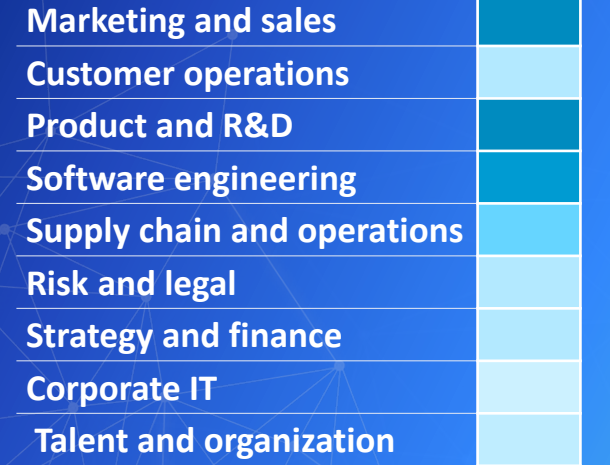 Marketing and sales
Customer operations
Product and R&D
Software engineering
Supply chain and operations
Risk and legal
Strategy and finance
Corporate IT
Talent and organization